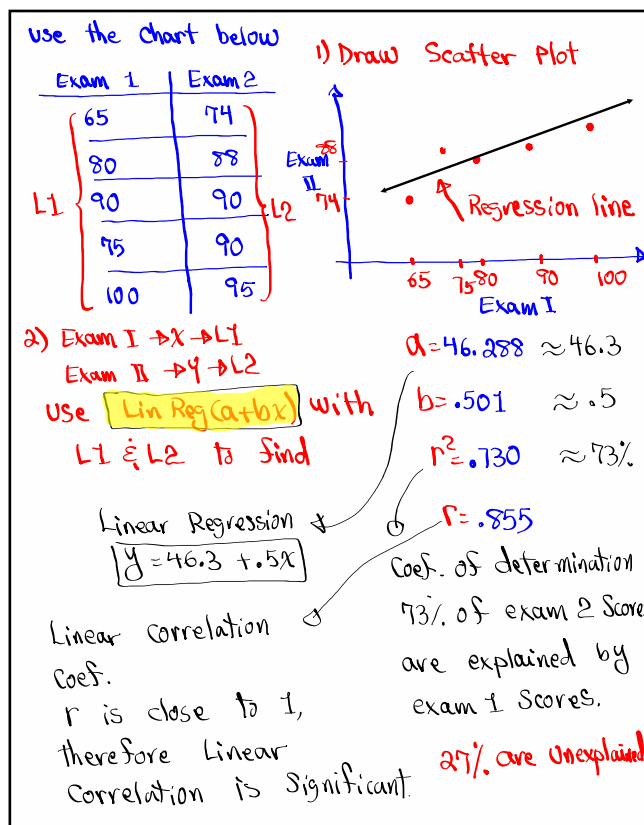 Use the Chart below
Exam 1 Exam 2
65 74
80 88
L1 90 90 L2
75 90
100 95
1) Draw Scatter Plot
88
Exam II
74
Regression line
65 75 80 90 100
Exam I
2) Exam I → X → L1
Exam II → Y → L2
Use Lin Reg(a+bx) with
L1 & L2 to find
a = 46.288 ≈ 46.3
b = .501 ≈ .5
r² = .730 ≈ 73%
r = .855
Linear Regression
y = 46.3 + .5x
Linear Correlation
Coef.
r is close to 1,
therefore Linear
Correlation is Significant.
Coef. of determination
73% of exam 2 Score
are explained by
exam 1 Scores.
27% are Unexplained